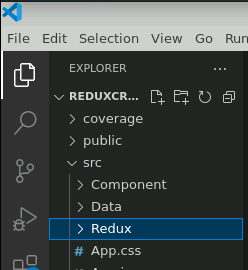 File Edit Selection View Go Run
EXPLORER ...
REDUXCR...
coverage
public
src
Component
Data
Redux
# App.css